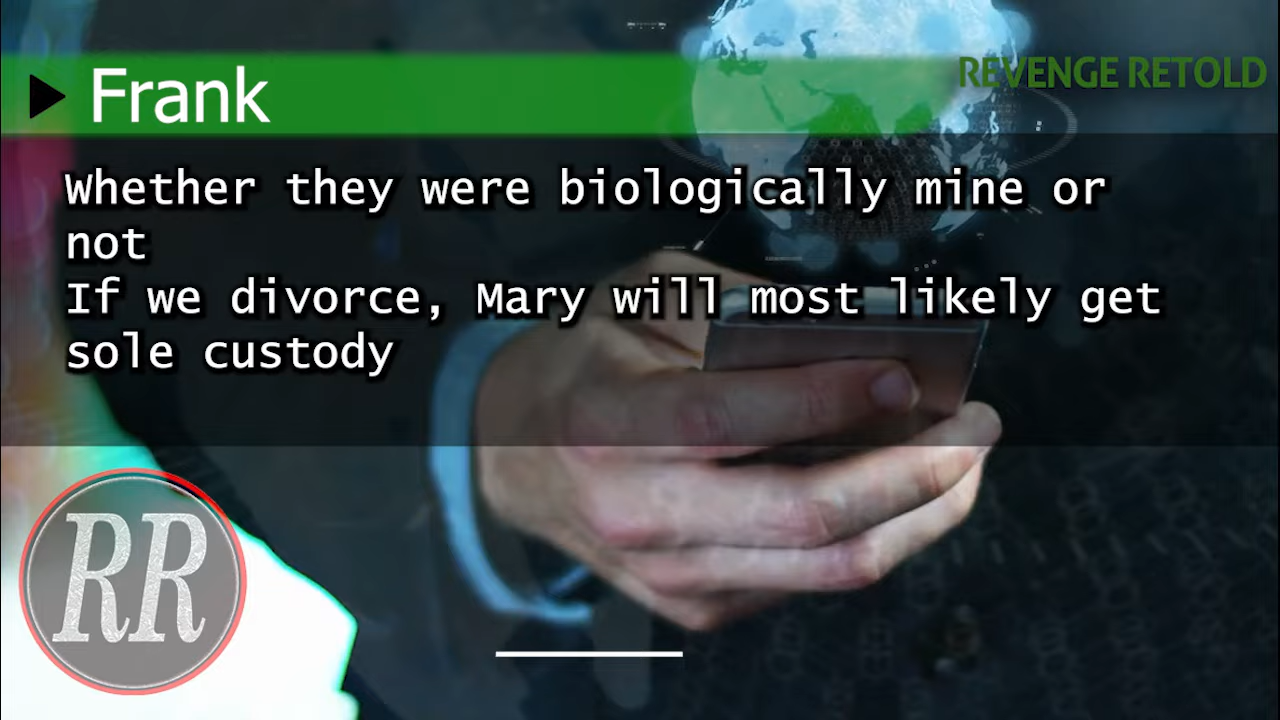 REVENGE RETOLD
Frank
Whether they were biologically mine or
not
If we divorce, Mary will most likely get
sole custody
RR